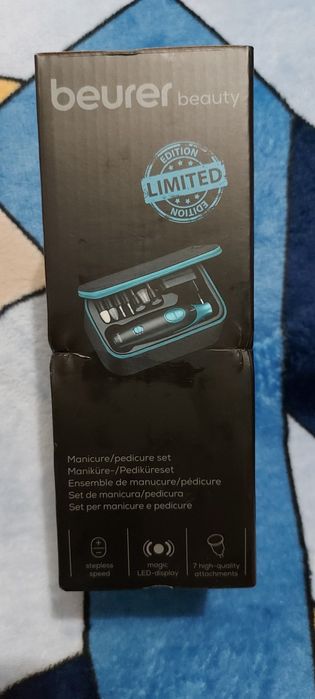 beurer beauty
EDITION
LIMITED
EDITION
Manicure/pedicure set
Maniküre-/Pediküreset
Ensemble de manucure/pédicure
Set de manicura/pedicura
Set per manicure e pedicure
stepless
speed
magic
LED-display
7 high-quality
attachments